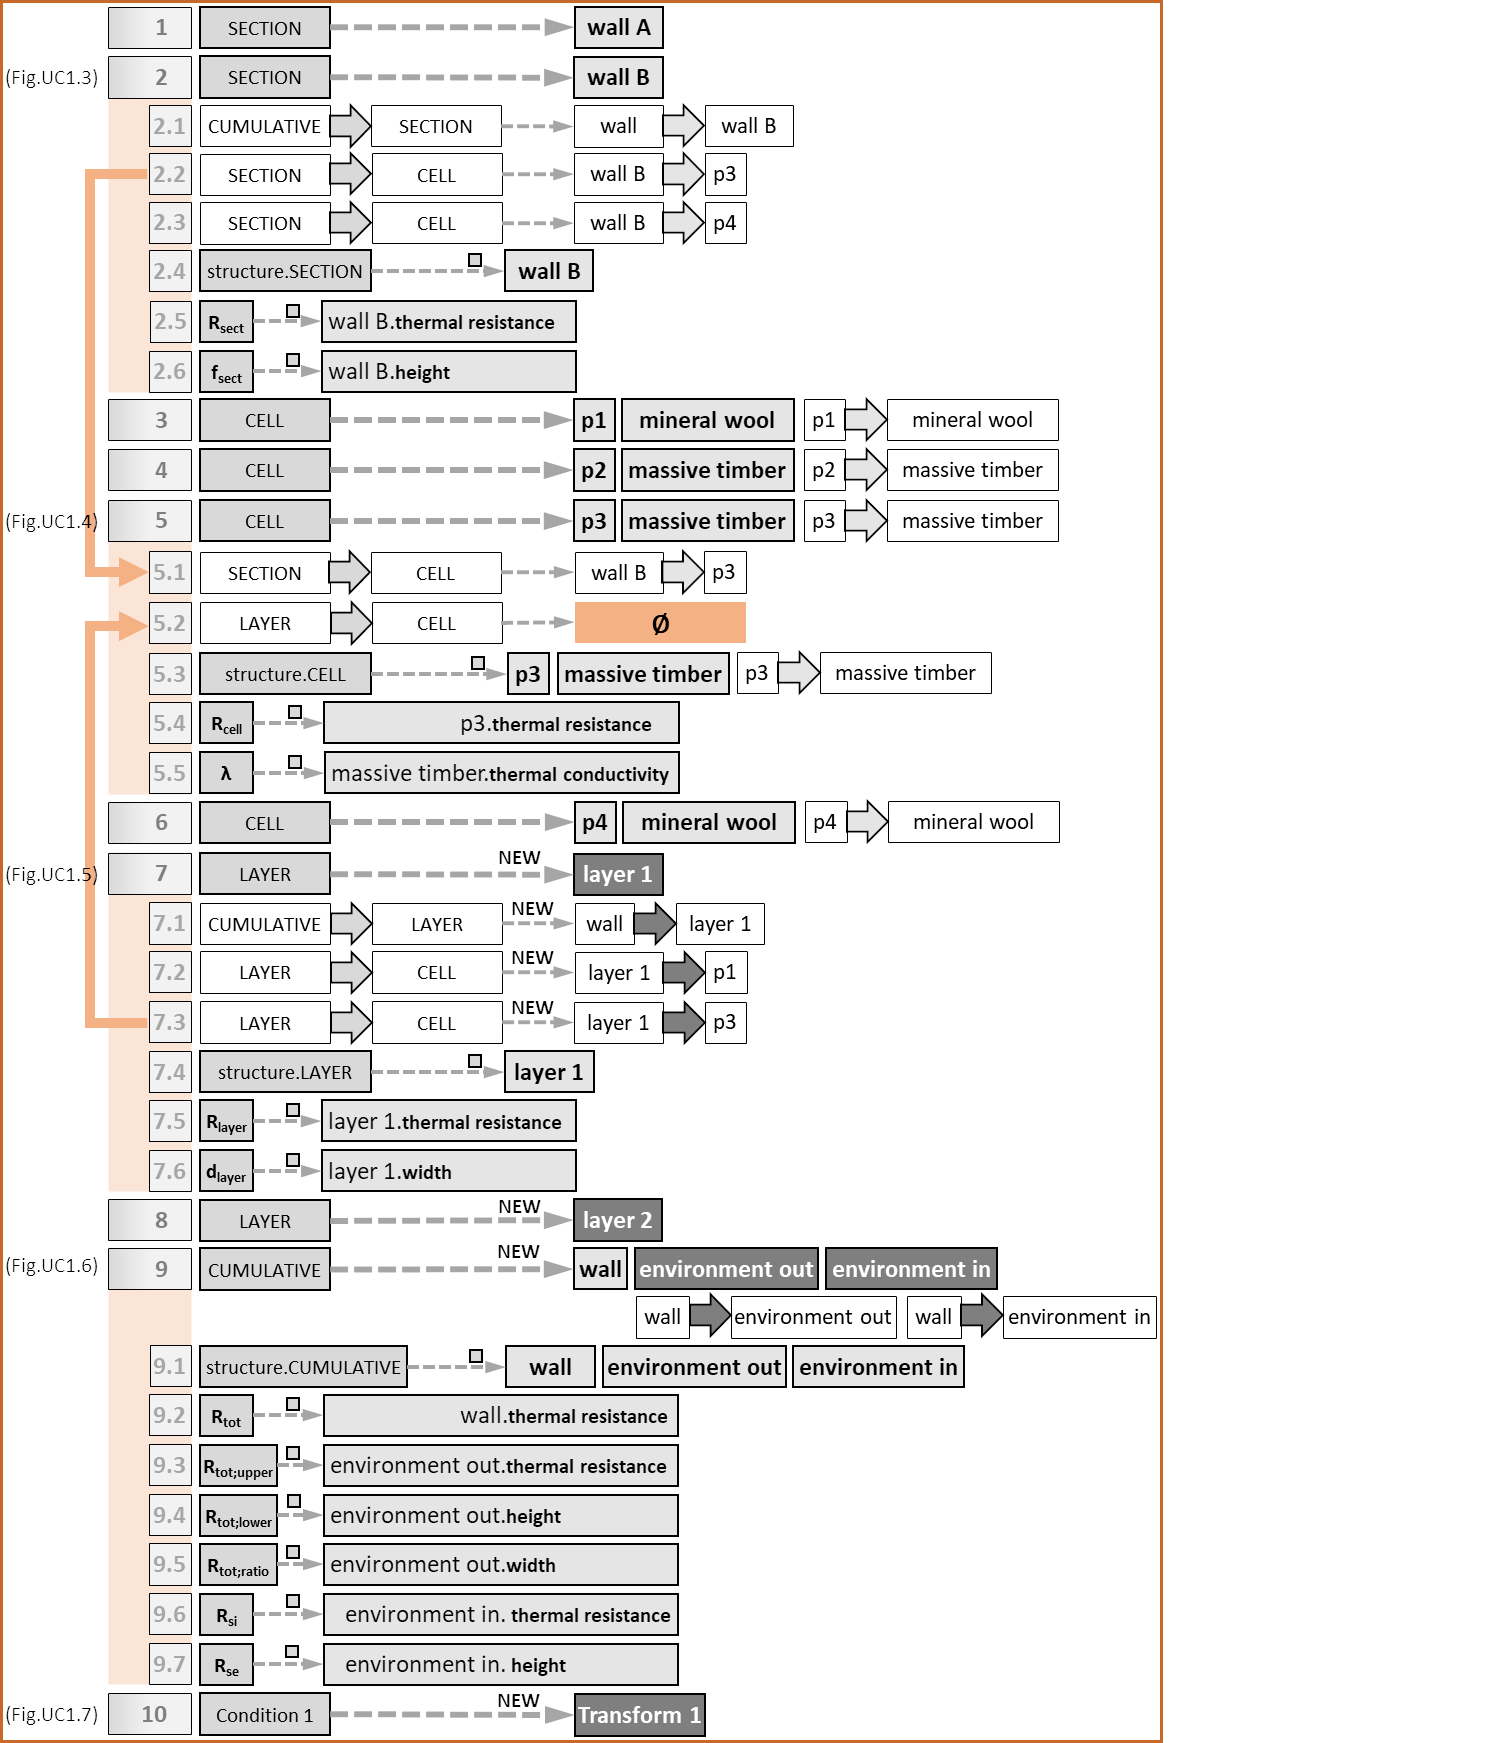 1 SECTION wall A
(Fig.UC1.3) 2 SECTION wall B
2.1 CUMULATIVE SECTION wall wall B
2.2 SECTION CELL wall B p3
2.3 SECTION CELL wall B p4
2.4 structure.SECTION wall B
2.5 Rsect wall B.thermal resistance
2.6 fsect wall B.height
3 CELL p1 mineral wool p1 mineral wool
4 CELL p2 massive timber p2 massive timber
(Fig.UC1.4) 5 CELL p3 massive timber p3 massive timber
5.1 SECTION CELL wall B p3
5.2 LAYER CELL Ø
5.3 structure.CELL p3 massive timber p3 massive timber
5.4 Rcell p3.thermal resistance
5.5 λ massive timber.thermal conductivity
6 CELL p4 mineral wool p4 mineral wool
(Fig.UC1.5) 7 LAYER NEW layer 1
7.1 CUMULATIVE LAYER NEW wall layer 1
7.2 LAYER CELL NEW layer 1 p1
7.3 LAYER CELL NEW layer 1 p3
7.4 structure.LAYER layer 1
7.5 Rlayer layer 1.thermal resistance
7.6 dlayer layer 1.width
8 LAYER NEW layer 2
(Fig.UC1.6) 9 CUMULATIVE NEW wall environment out environment in
wall environment out wall environment in
9.1 structure.CUMULATIVE wall environment out environment in
9.2 Rtot wall.thermal resistance
9.3 Rtot;upper environment out.thermal resistance
9.4 Rtot;lower environment out.height
9.5 Rtot;ratio environment out.width
9.6 Rsi environment in. thermal resistance
9.7 Rse environment in. height
(Fig.UC1.7) 10 Condition 1 NEW Transform 1